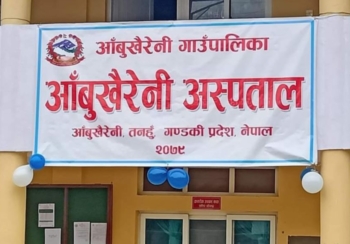 आँबुखैरेनी गाउँपालिका
आँबुखैरेनी अस्पताल
आँबुखैरेनी, तनहुँ, गण्डकी प्रदेश, नेपाल
२०७९